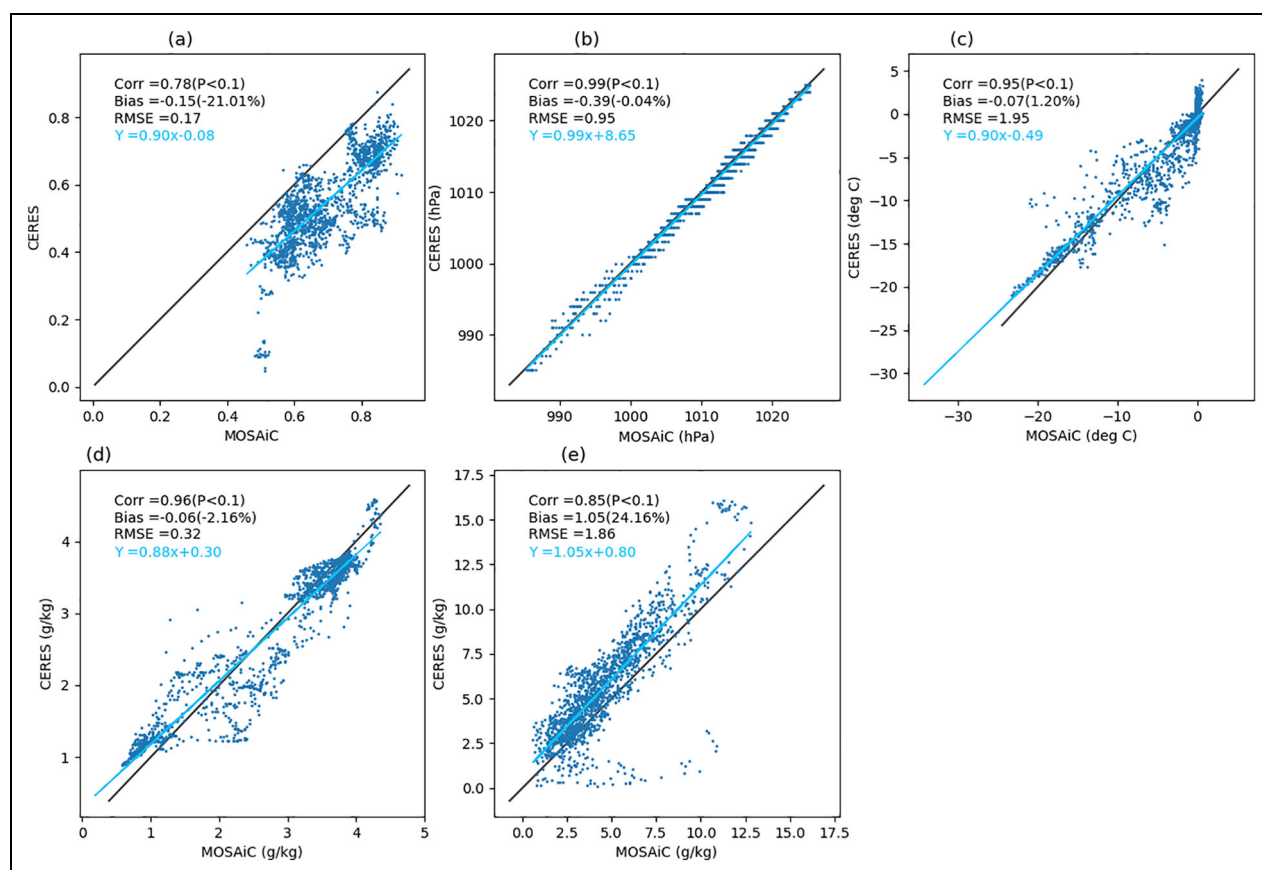 (a)
Corr =0.78(P<0.1)
Bias=-0.15(-21.01%)
RMSE =0.17
Y =0.90x-0.08
CERES
0.8
0.6
0.4
0.2
0.0
0.0 0.2 0.4 0.6 0.8
MOSAiC
(b)
Corr =0.99(P<0.1)
Bias =-0.39(-0.04%)
RMSE =0.95
Y =0.99x+8.65
CERES (hPa)
1020
1010
1000
990
990 1000 1010 1020
MOSAiC (hPa)
(c)
Corr =0.95(P<0.1)
Bias =-0.07(1.20%)
RMSE =1.95
Y =0.90x-0.49
CERES (deg C)
5
0
−5
−10
−15
−20
−25
−30
−30 −20 −10 0
MOSAiC (deg C)
(d)
Corr =0.96(P<0.1)
Bias =-0.06(-2.16%)
RMSE =0.32
Y =0.88x+0.30
CERES (g/kg)
4
3
2
1
0 1 2 3 4 5
MOSAiC (g/kg)
(e)
Corr =0.85(P<0.1)
Bias =1.05(24.16%)
RMSE =1.86
Y =1.05x+0.80
CERES (g/kg)
17.5
15.0
12.5
10.0
7.5
5.0
2.5
0.0
0.0 2.5 5.0 7.5 10.0 12.5 15.0 17.5
MOSAiC (g/kg)